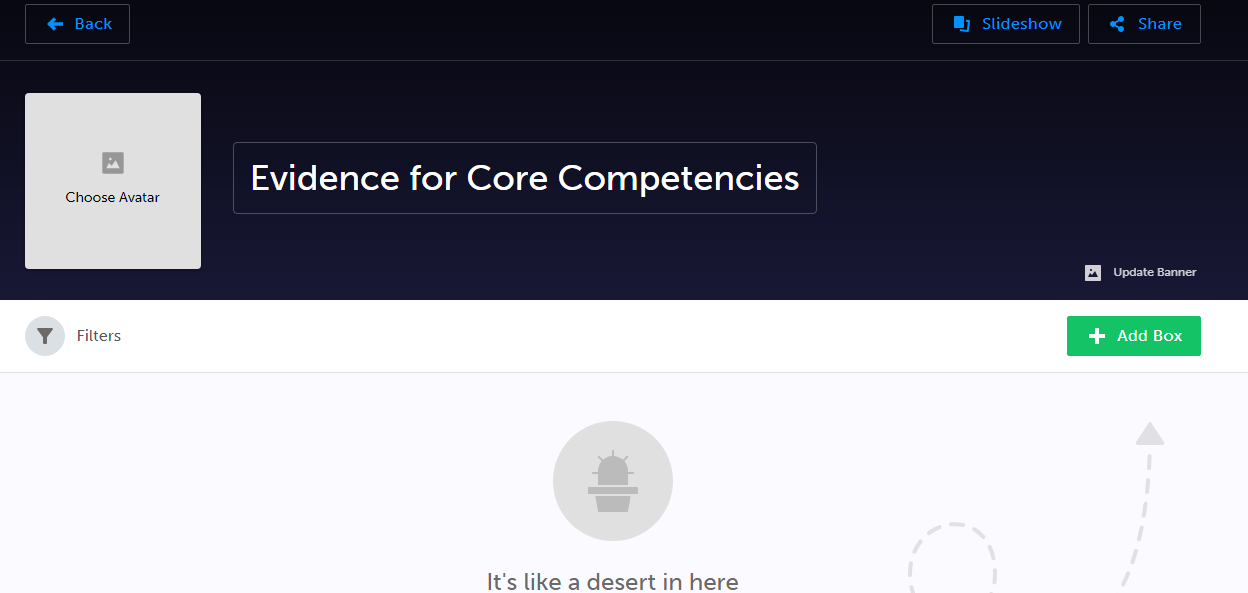 Back
Slideshow
Share
Choose Avatar
Evidence for Core Competencies
Update Banner
Filters
Add Box
It's like a desert in here